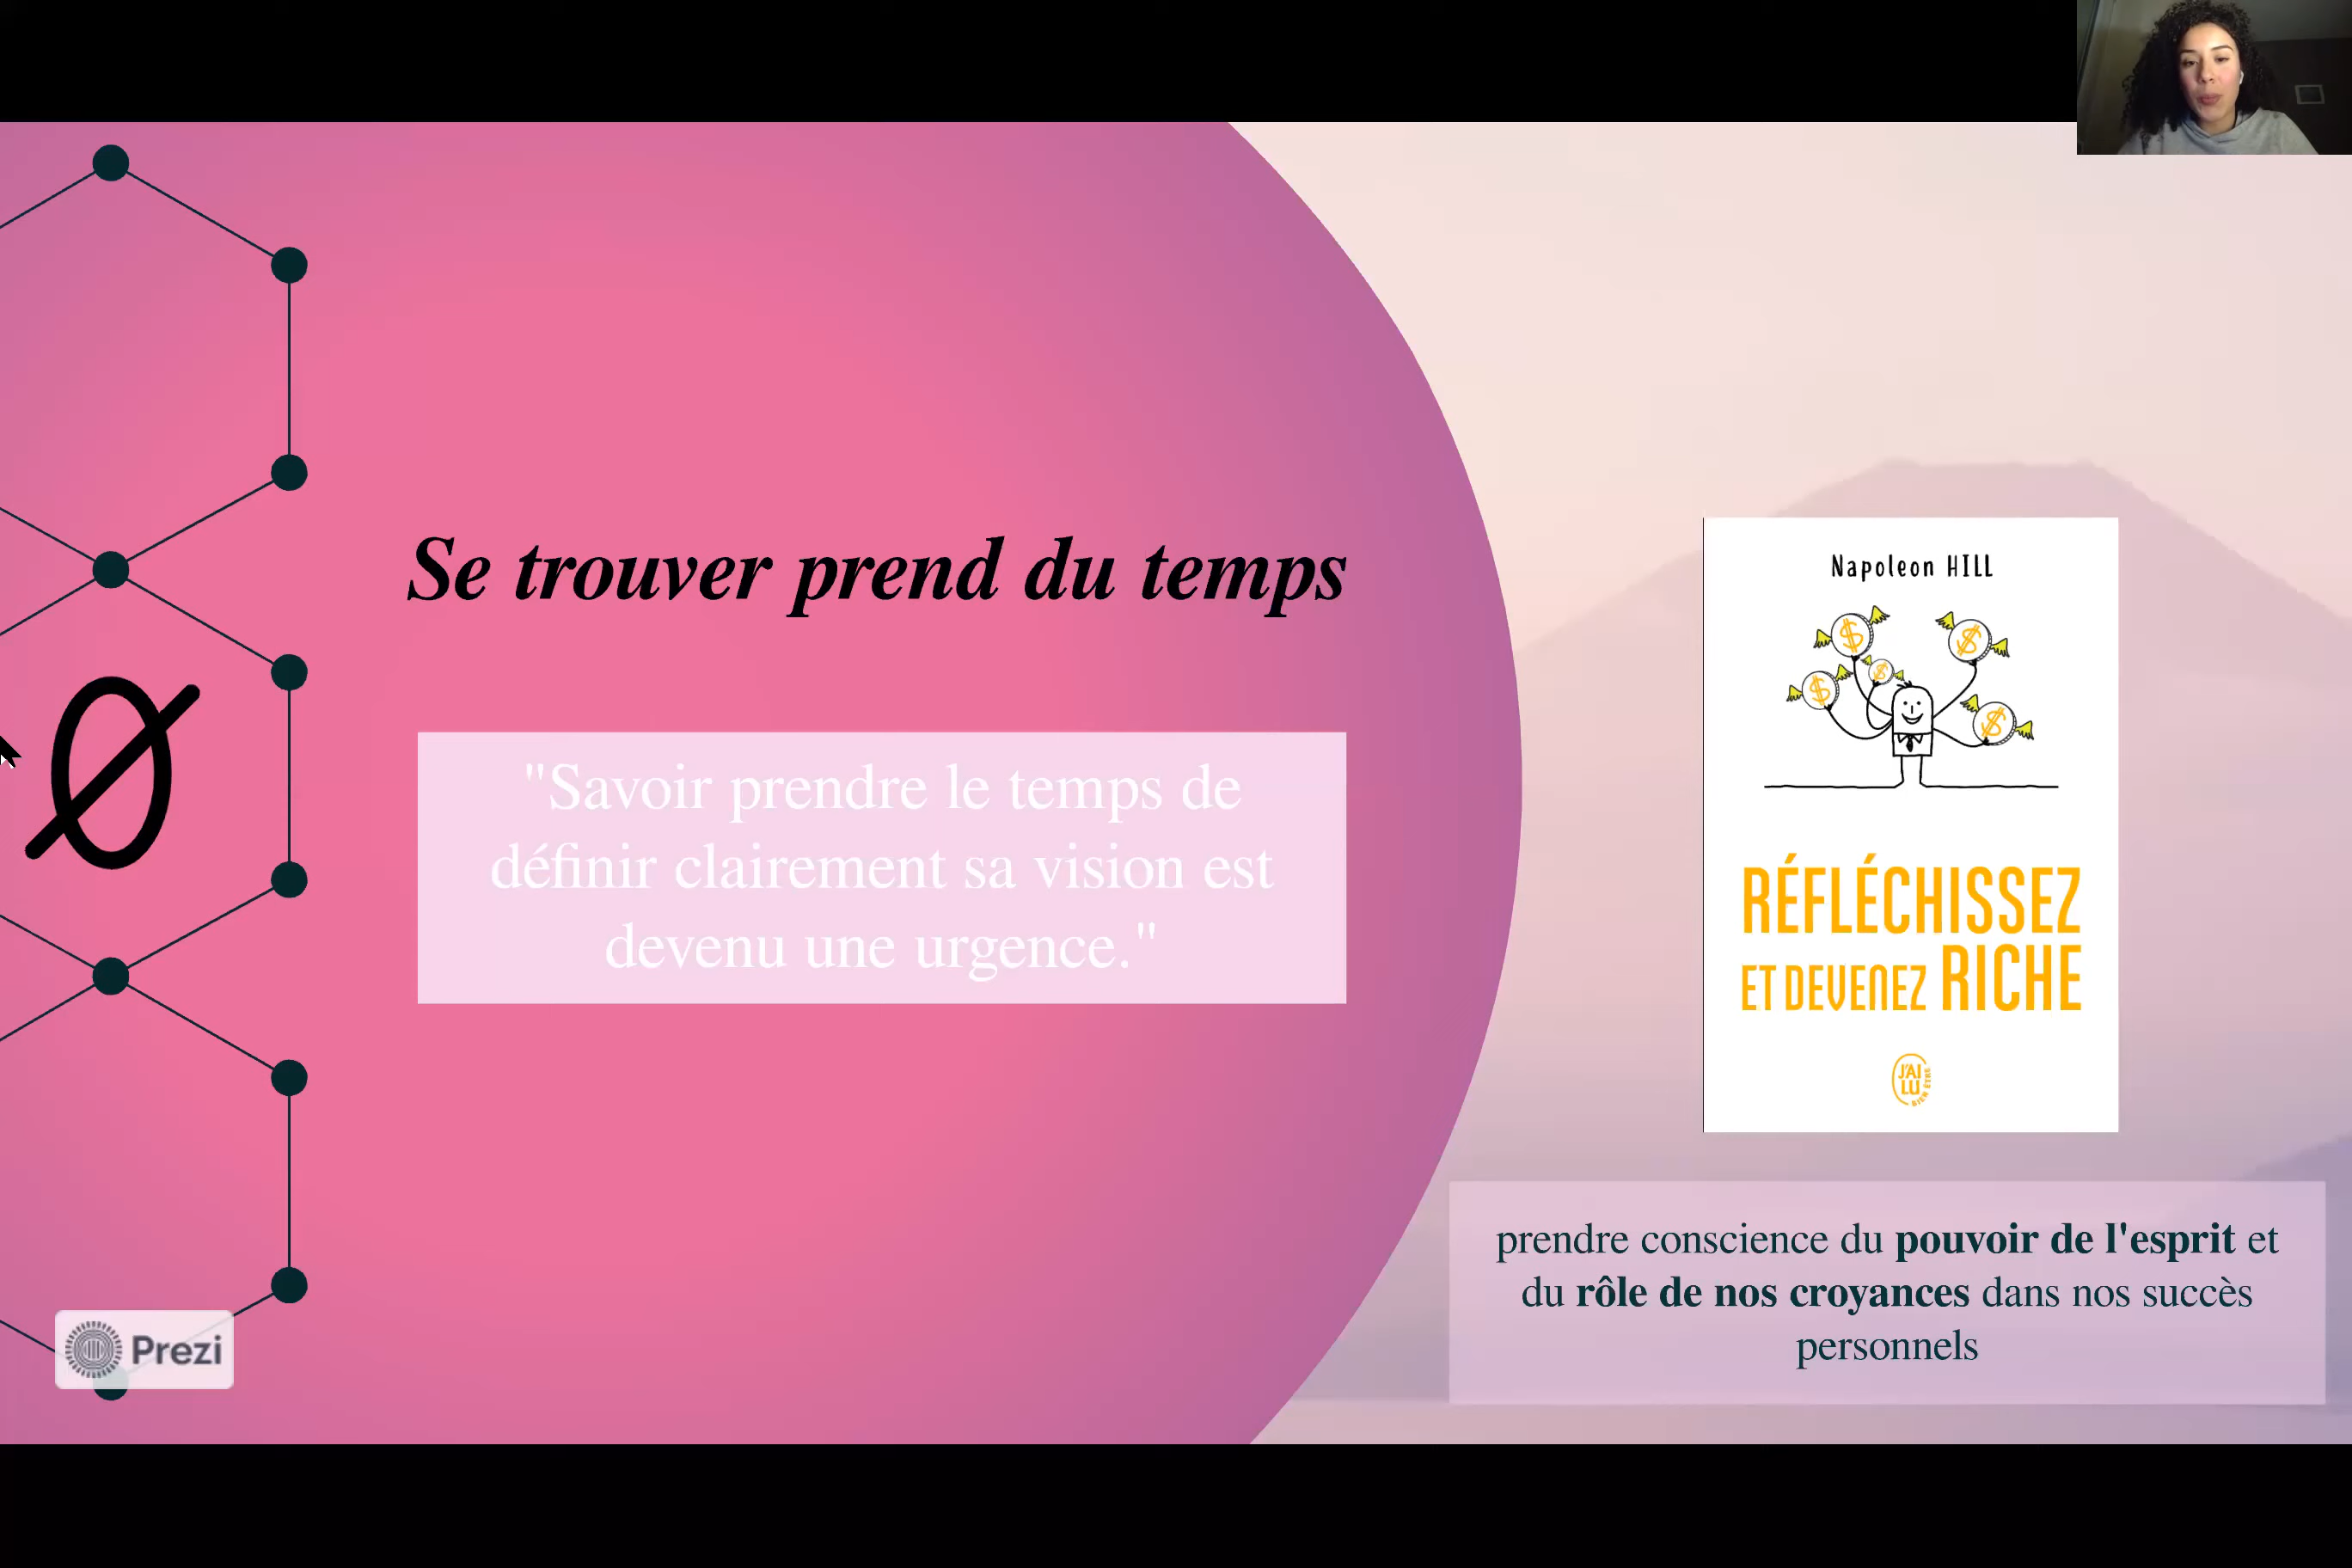 Se trouver prend du temps
"Savoir prendre le temps de
définir clairement sa vision est
devenu une urgence."
Ø
Prezi
Napoleon HILL
$ $ $ $ $
RÉFLÉCHISSEZ
ET DEVENEZ RICHE
J'AI
LU
BIEN ÊTRE
prendre conscience du pouvoir de l'esprit et
du rôle de nos croyances dans nos succès
personnels